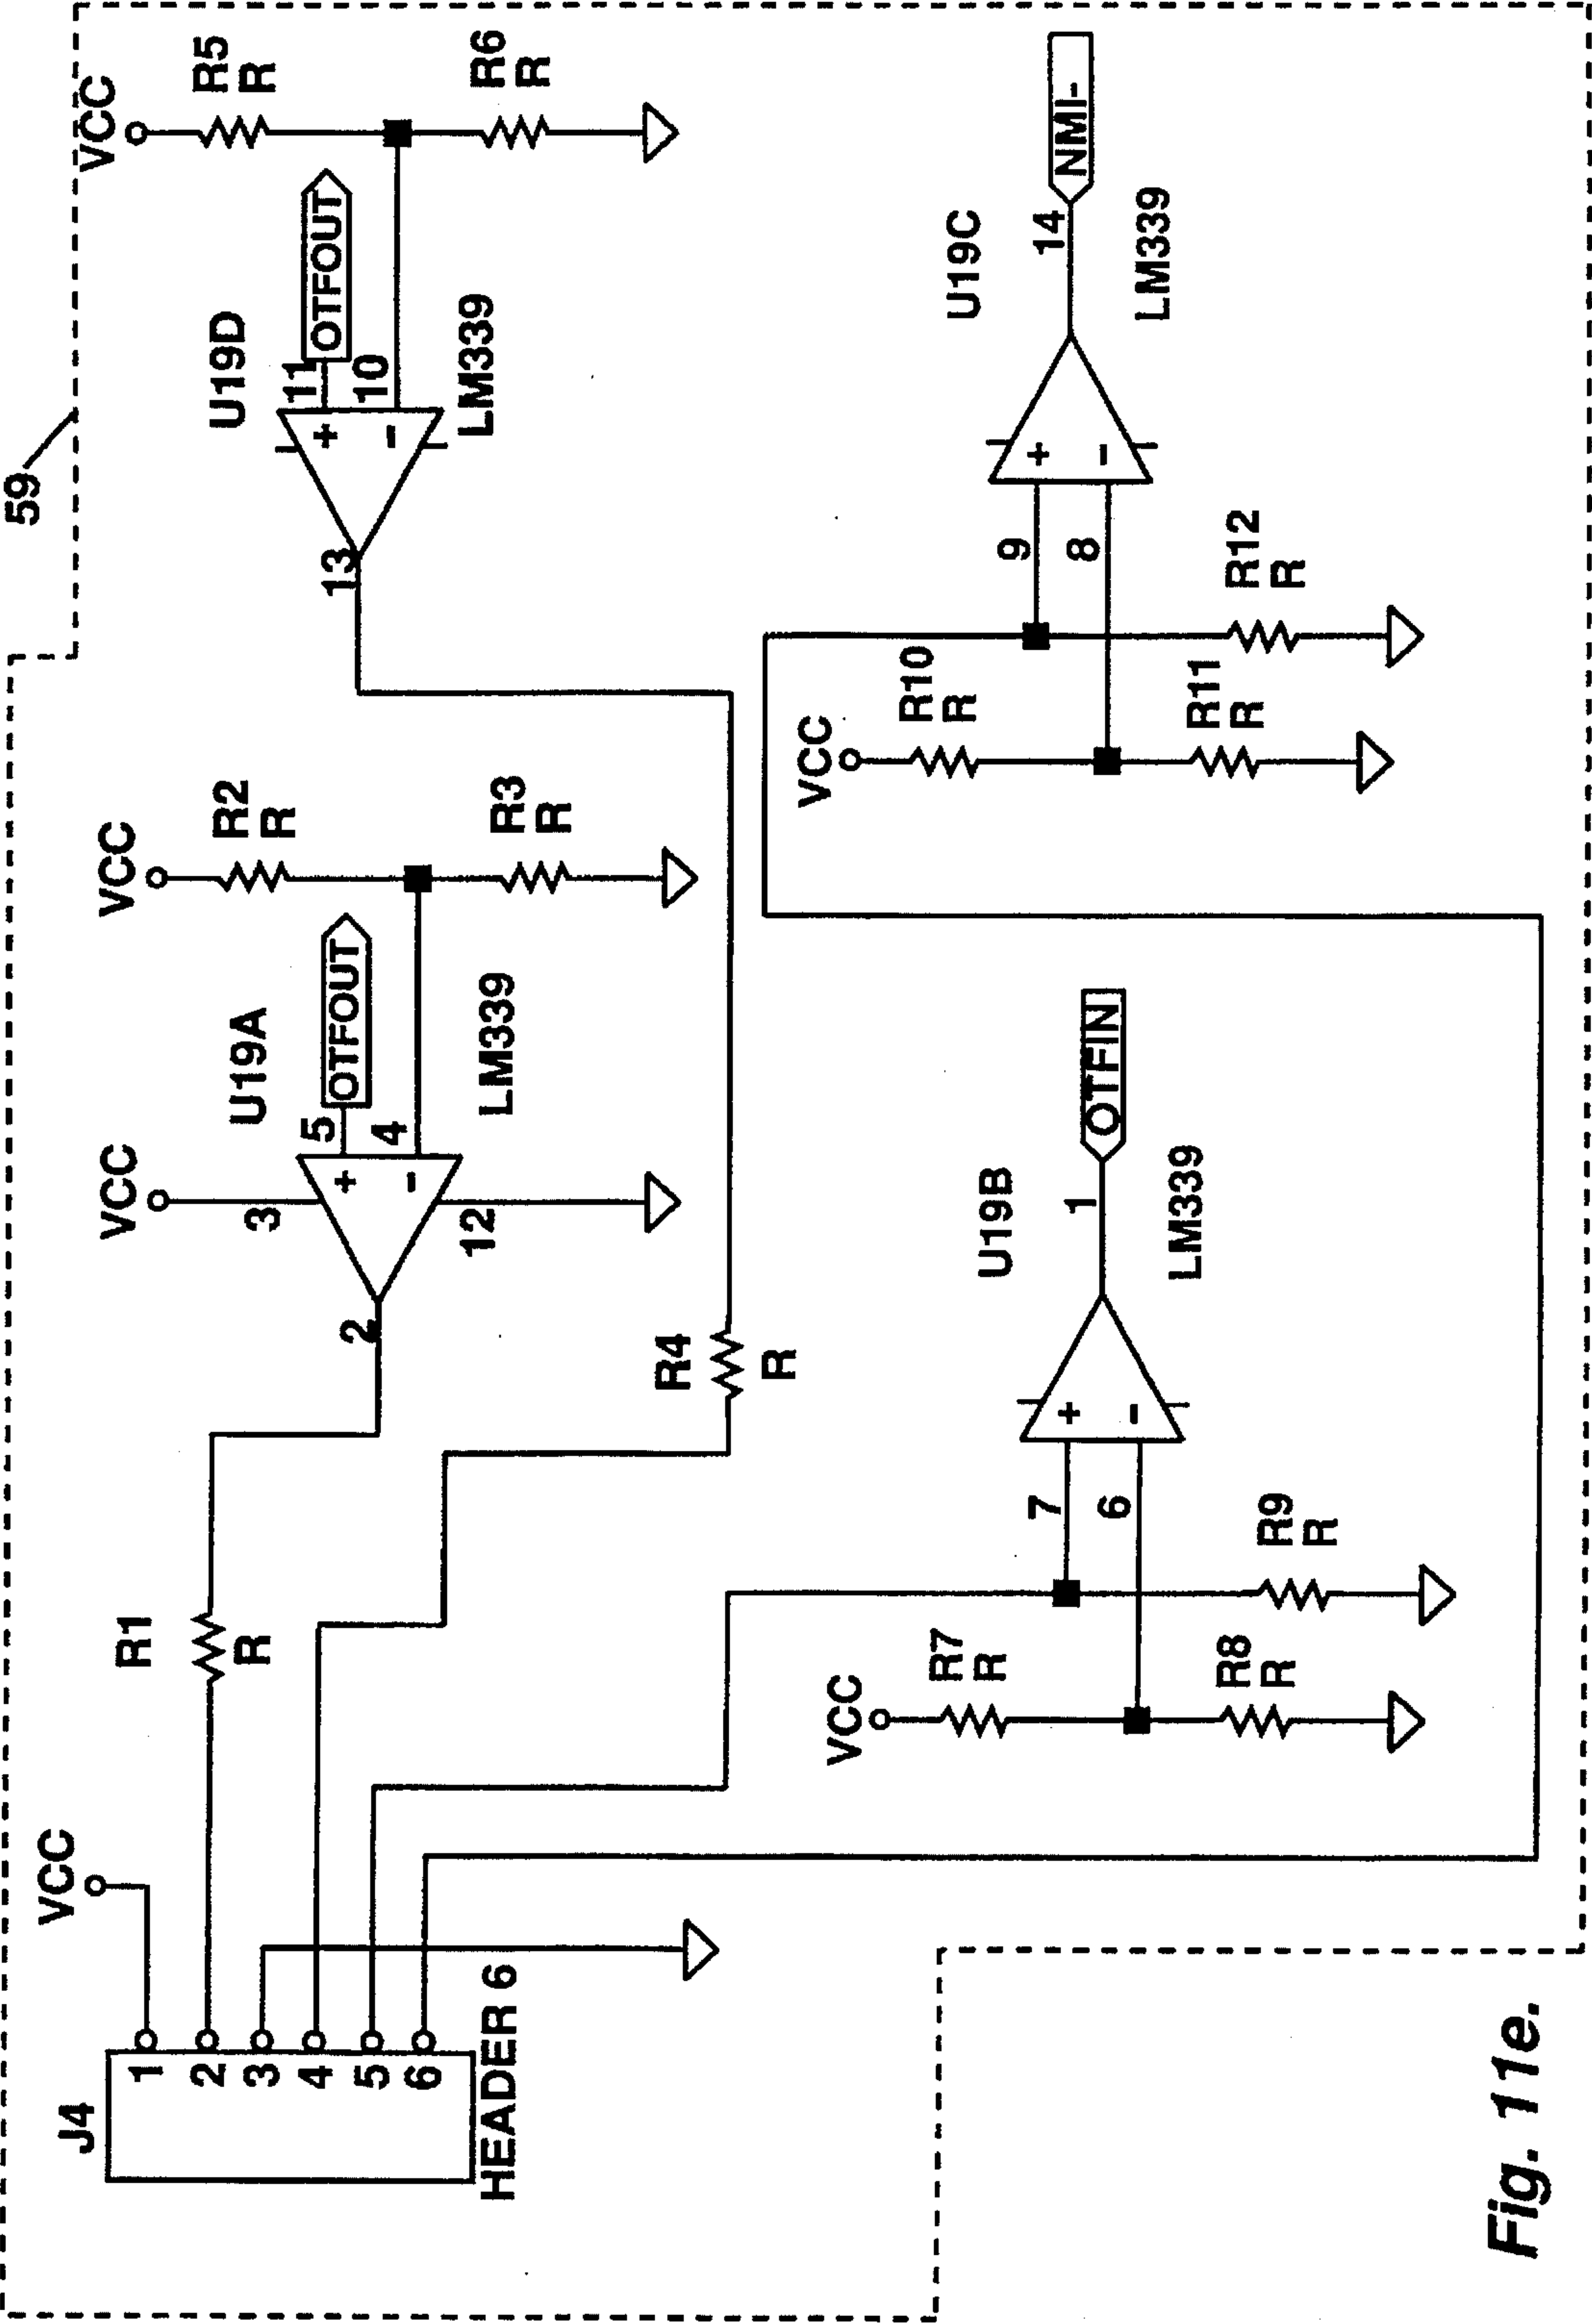 59
J4
1
2
3
4
5
6
HEADER 6
VCC
R1
R
VCC
3
2
12
U19A
5
4
+
-
OTFOUT
LM339
VCC
R2
R
R3
R
R4
R
13
U19D
11
10
+
-
OTFOUT
LM339
VCC
R5
R
R6
R
VCC
R7
R
R8
R
R9
R
7
6
+
-
U19B
1
LM339
OTFIN
VCC
R10
R
R11
R
R12
R
9
8
+
-
U19C
14
LM339
NMI-
Fig. 11e.